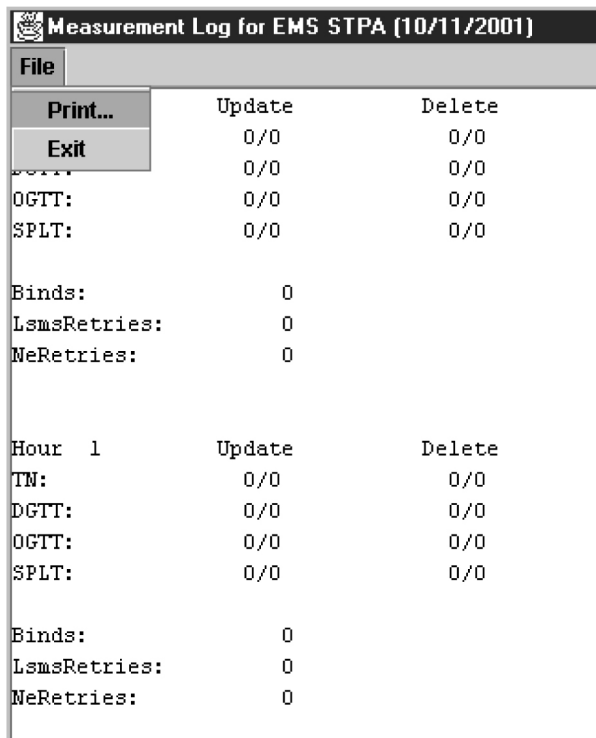 Measurement Log for EMS STPA (10/11/2001)
File
Print...
Exit
Update Delete
0/0 0/0
0/0 0/0
OGTT: 0/0 0/0
SPLT: 0/0 0/0
Binds: 0
LsmsRetries: 0
NeRetries: 0
Hour 1 Update Delete
TN: 0/0 0/0
DGTT: 0/0 0/0
OGTT: 0/0 0/0
SPLT: 0/0 0/0
Binds: 0
LsmsRetries: 0
NeRetries: 0